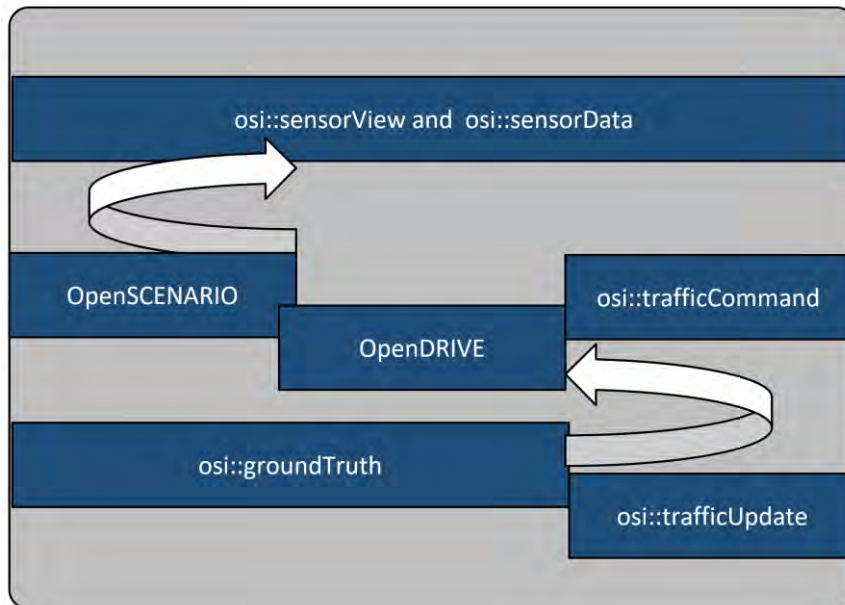 osi::sensorView and  osi::sensorData
OpenSCENARIO
osi::trafficCommand
OpenDRIVE
osi::groundTruth
osi::trafficUpdate